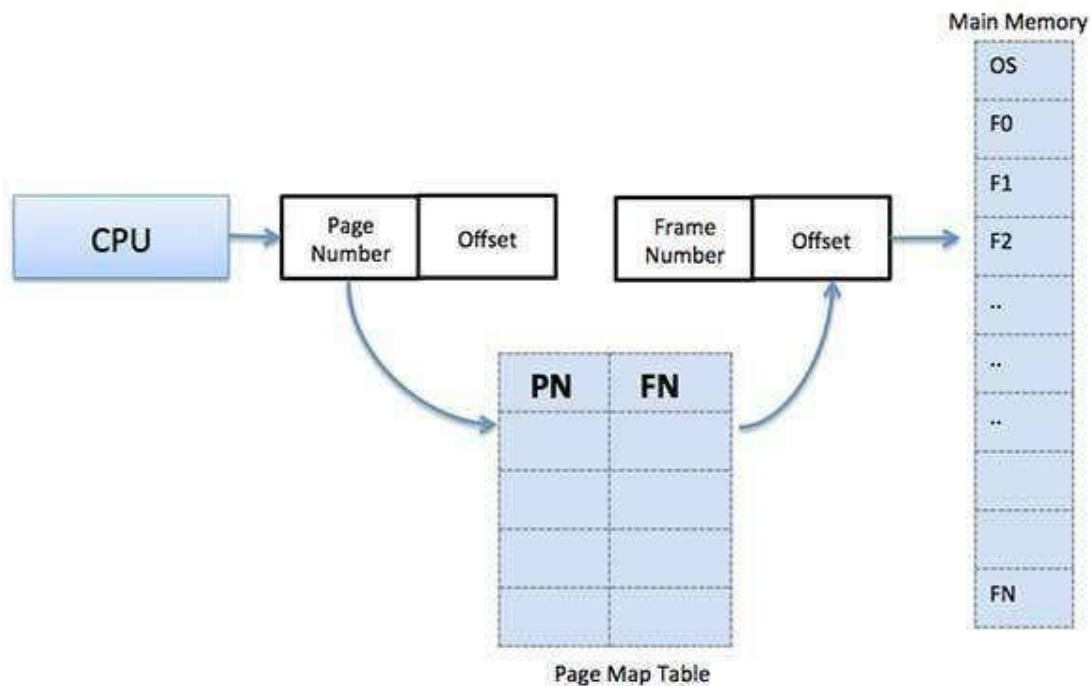 Main Memory
OS
F0
F1
F2
..
..
..
FN
CPU
Page
Number
Offset
Frame
Number
Offset
PN FN
Page Map Table